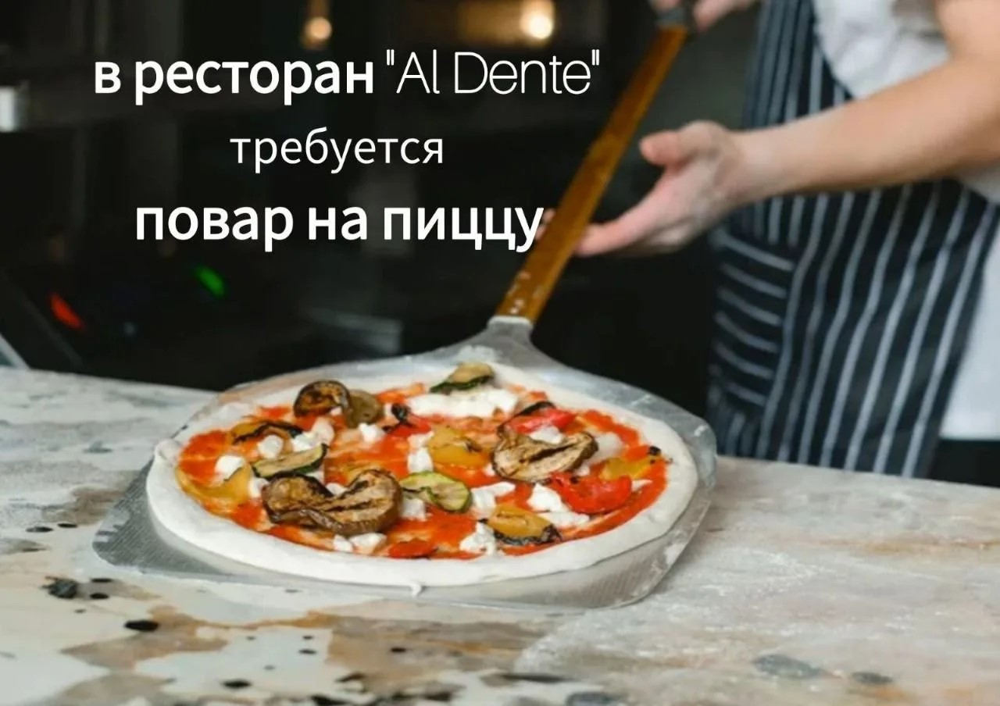 в ресторан "Al Dente"
требуется
повар на пиццу